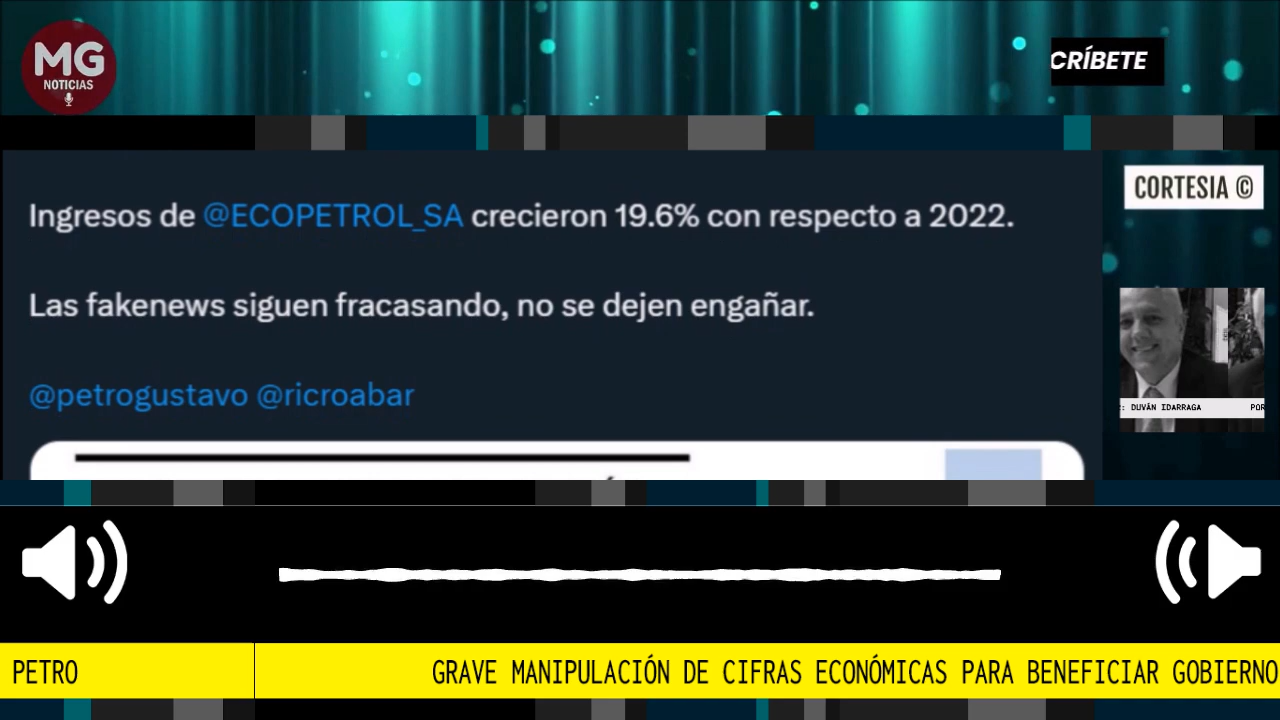 MG
NOTICIAS
CRÍBETE
CORTESIA ©
Ingresos de @ECOPETROL_SA crecieron 19.6% con respecto a 2022.
Las fakenews siguen fracasando, no se dejen engañar.
@petrogustavo @ricroabar
: DUVÁN IDARRAGA POR
PETRO GRAVE MANIPULACIÓN DE CIFRAS ECONÓMICAS PARA BENEFICIAR GOBIERNO